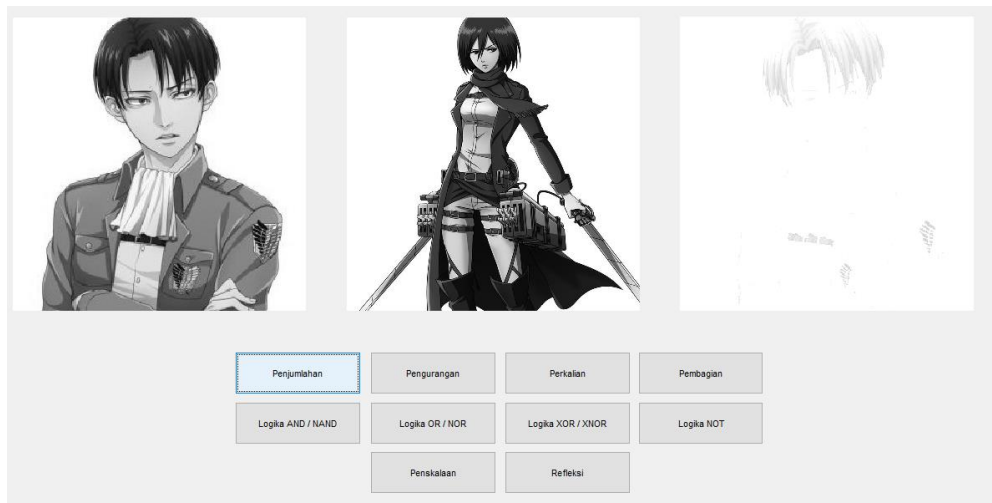 Penjumlahan Pengurangan Perkalian Pembagian
Logika AND / NAND Logika OR / NOR Logika XOR / XNOR Logika NOT
Penskalaan Refleksi